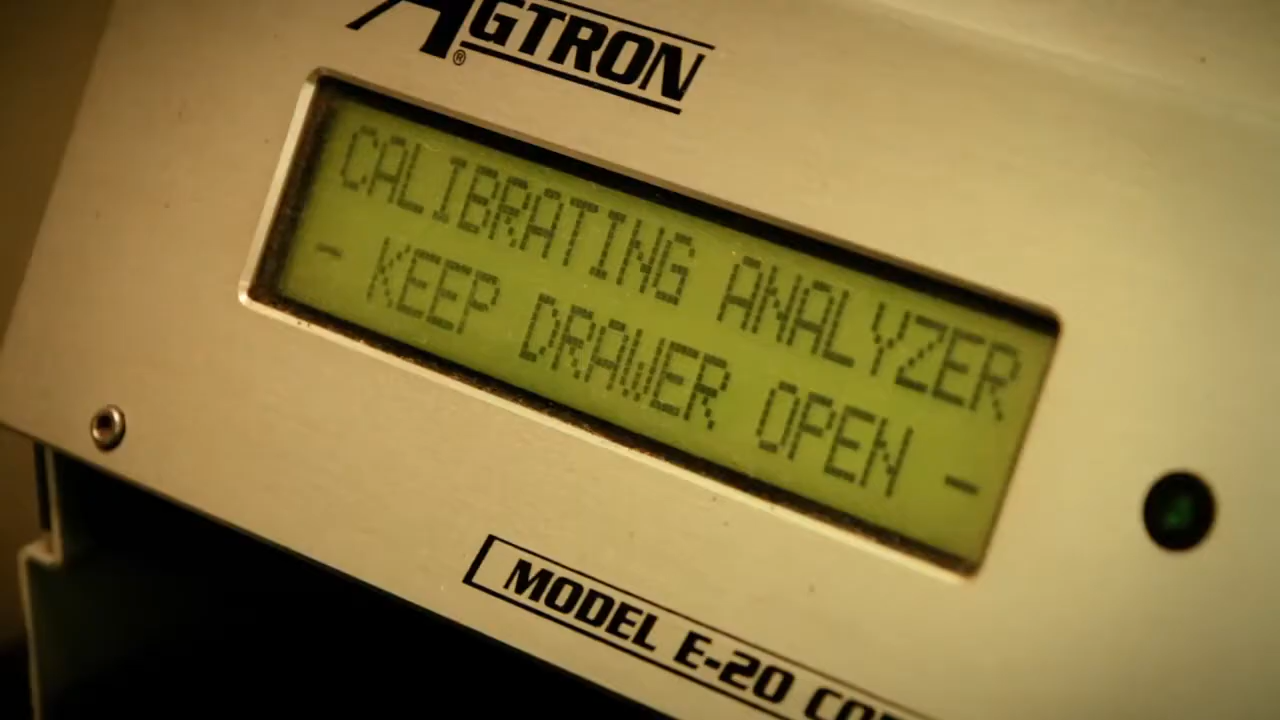 AGTRON®
CALIBRATING ANALYZER
- KEEP DRAWER OPEN -
MODEL E-20